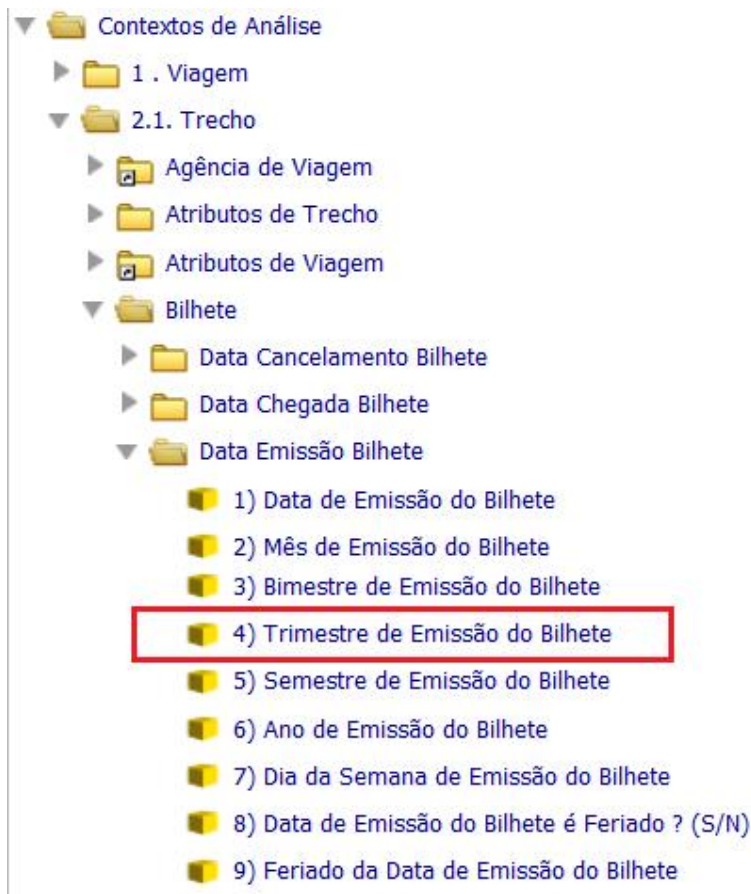 Contextos de Análise
1 . Viagem
2.1. Trecho
Agência de Viagem
Atributos de Trecho
Atributos de Viagem
Bilhete
Data Cancelamento Bilhete
Data Chegada Bilhete
Data Emissão Bilhete
1) Data de Emissão do Bilhete
2) Mês de Emissão do Bilhete
3) Bimestre de Emissão do Bilhete
4) Trimestre de Emissão do Bilhete
5) Semestre de Emissão do Bilhete
6) Ano de Emissão do Bilhete
7) Dia da Semana de Emissão do Bilhete
8) Data de Emissão do Bilhete é Feriado ? (S/N)
9) Feriado da Data de Emissão do Bilhete